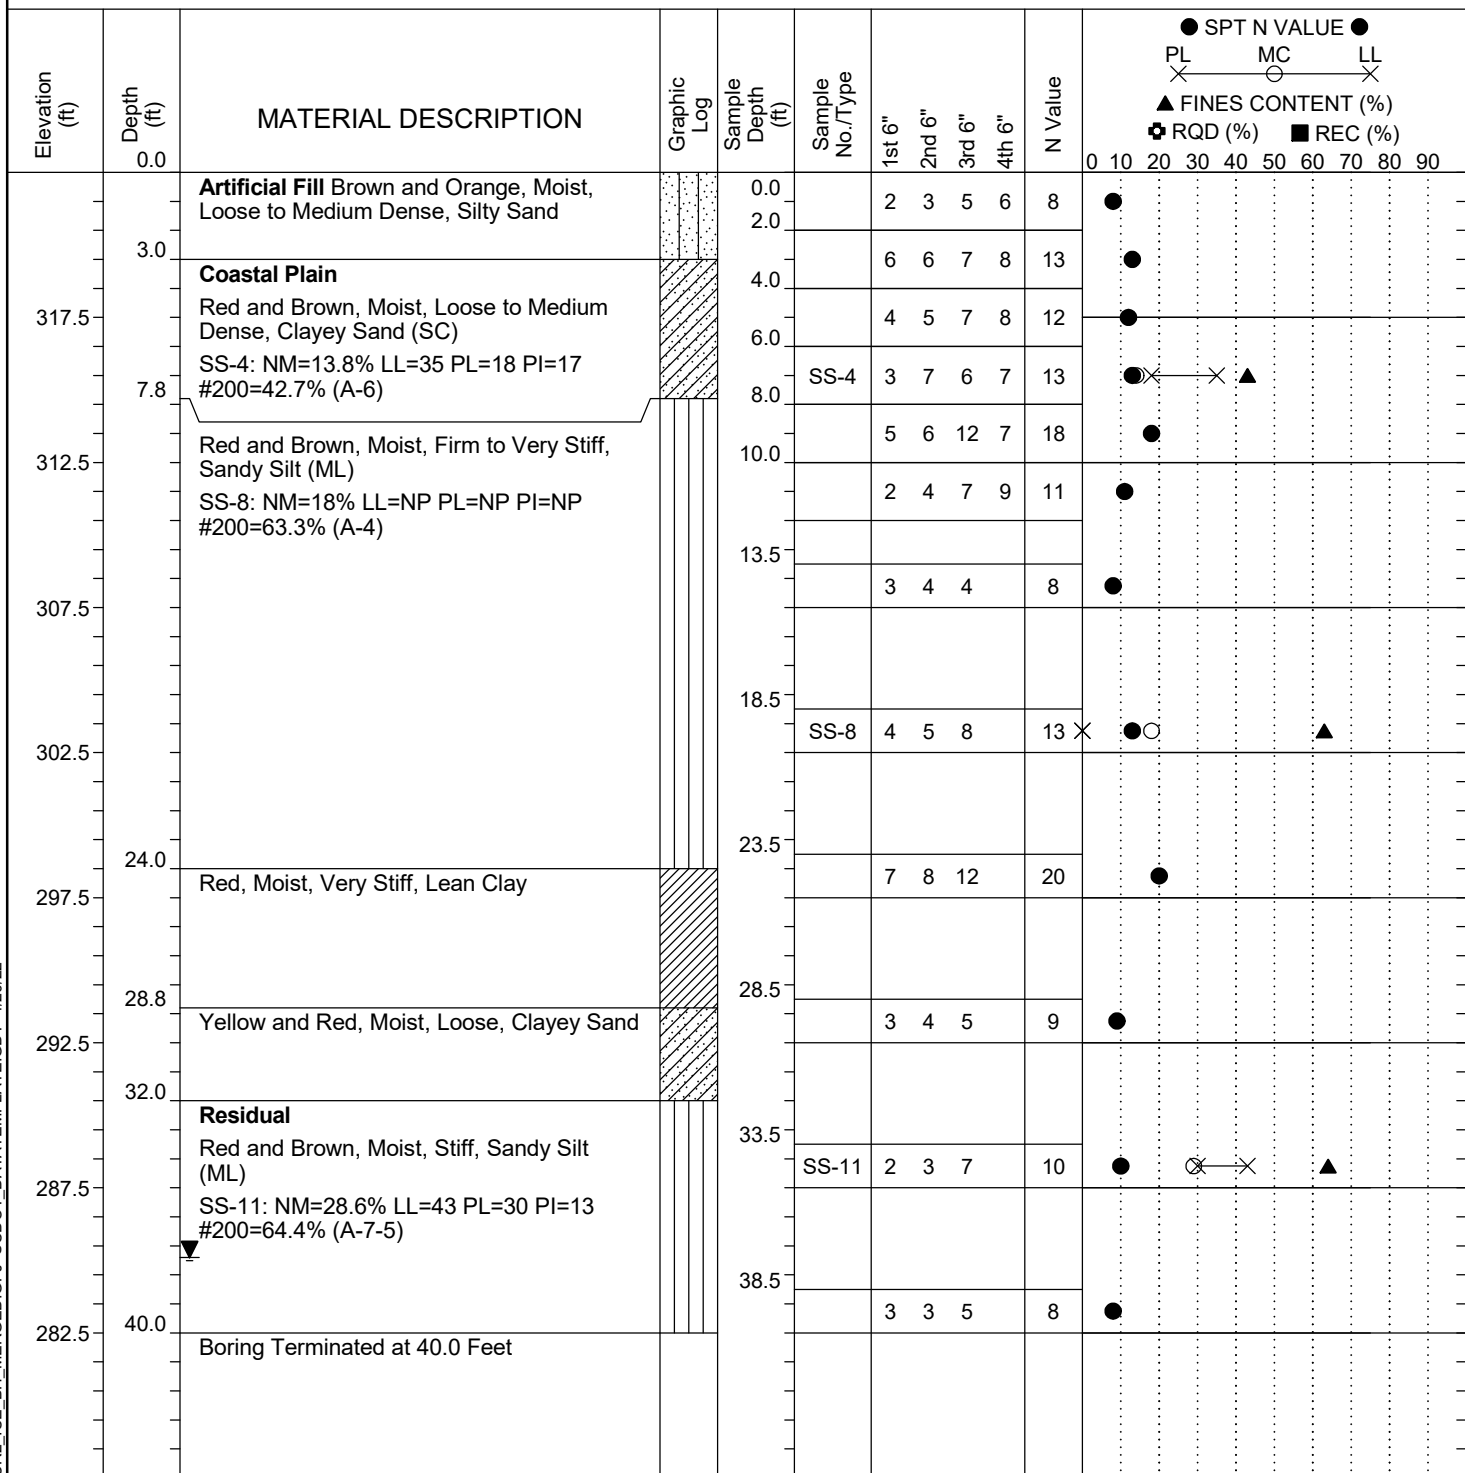 ● SPT N VALUE ●
PL MC LL
▲ FINES CONTENT (%)
RQD (%) ■ REC (%)
Elevation (ft) Depth (ft) MATERIAL DESCRIPTION Graphic Log Sample Depth (ft) Sample No./Type 1st 6" 2nd 6" 3rd 6" 4th 6" N Value
0.0 0 10 20 30 40 50 60 70 80 90
Artificial Fill Brown and Orange, Moist, 0.0
Loose to Medium Dense, Silty Sand 2 3 5 6 8
2.0
3.0
6 6 7 8 13
Coastal Plain 4.0
Red and Brown, Moist, Loose to Medium
317.5 4 5 7 8 12
Dense, Clayey Sand (SC)
6.0
SS-4: NM=13.8% LL=35 PL=18 PI=17
SS-4 3 7 6 7 13
7.8 #200=42.7% (A-6) 8.0
Red and Brown, Moist, Firm to Very Stiff, 5 6 12 7 18
10.0
312.5 Sandy Silt (ML)
SS-8: NM=18% LL=NP PL=NP PI=NP 2 4 7 9 11
#200=63.3% (A-4)
13.5
3 4 4 8
307.5
18.5
SS-8 4 5 8 13
302.5
23.5
24.0
Red, Moist, Very Stiff, Lean Clay 7 8 12 20
297.5
28.5
28.8
Yellow and Red, Moist, Loose, Clayey Sand 3 4 5 9
292.5
32.0
Residual
33.5
Red and Brown, Moist, Stiff, Sandy Silt
(ML) SS-11 2 3 7 10
287.5
SS-11: NM=28.6% LL=43 PL=30 PI=13
#200=64.4% (A-7-5)
38.5
3 3 5 8
40.0
282.5
Boring Terminated at 40.0 Feet